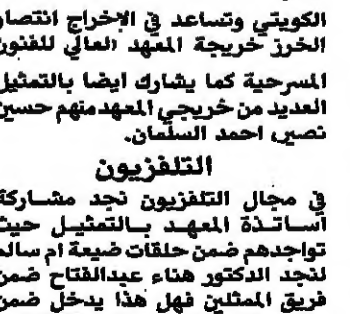 الكويتي وتساعد في الإخراج انتصار
الخرز خريجة المعهد العالي للفنون
المسرحية كما يشارك ايضا بالتمثيل
العديد من خريجي المعهد منهم حسين
نصير، احمد السلمان.
التلفزيون
في مجال التلفزيون نجد مشاركة
اساتذة المعهد بالتمثيل حيث
تواجدهم ضمن حلقات ضيعة ام سالم
لنجد الدكتور هناء عبدالفتاح ضمن
فريق الممثلين فهل هذا يدخل ضمن